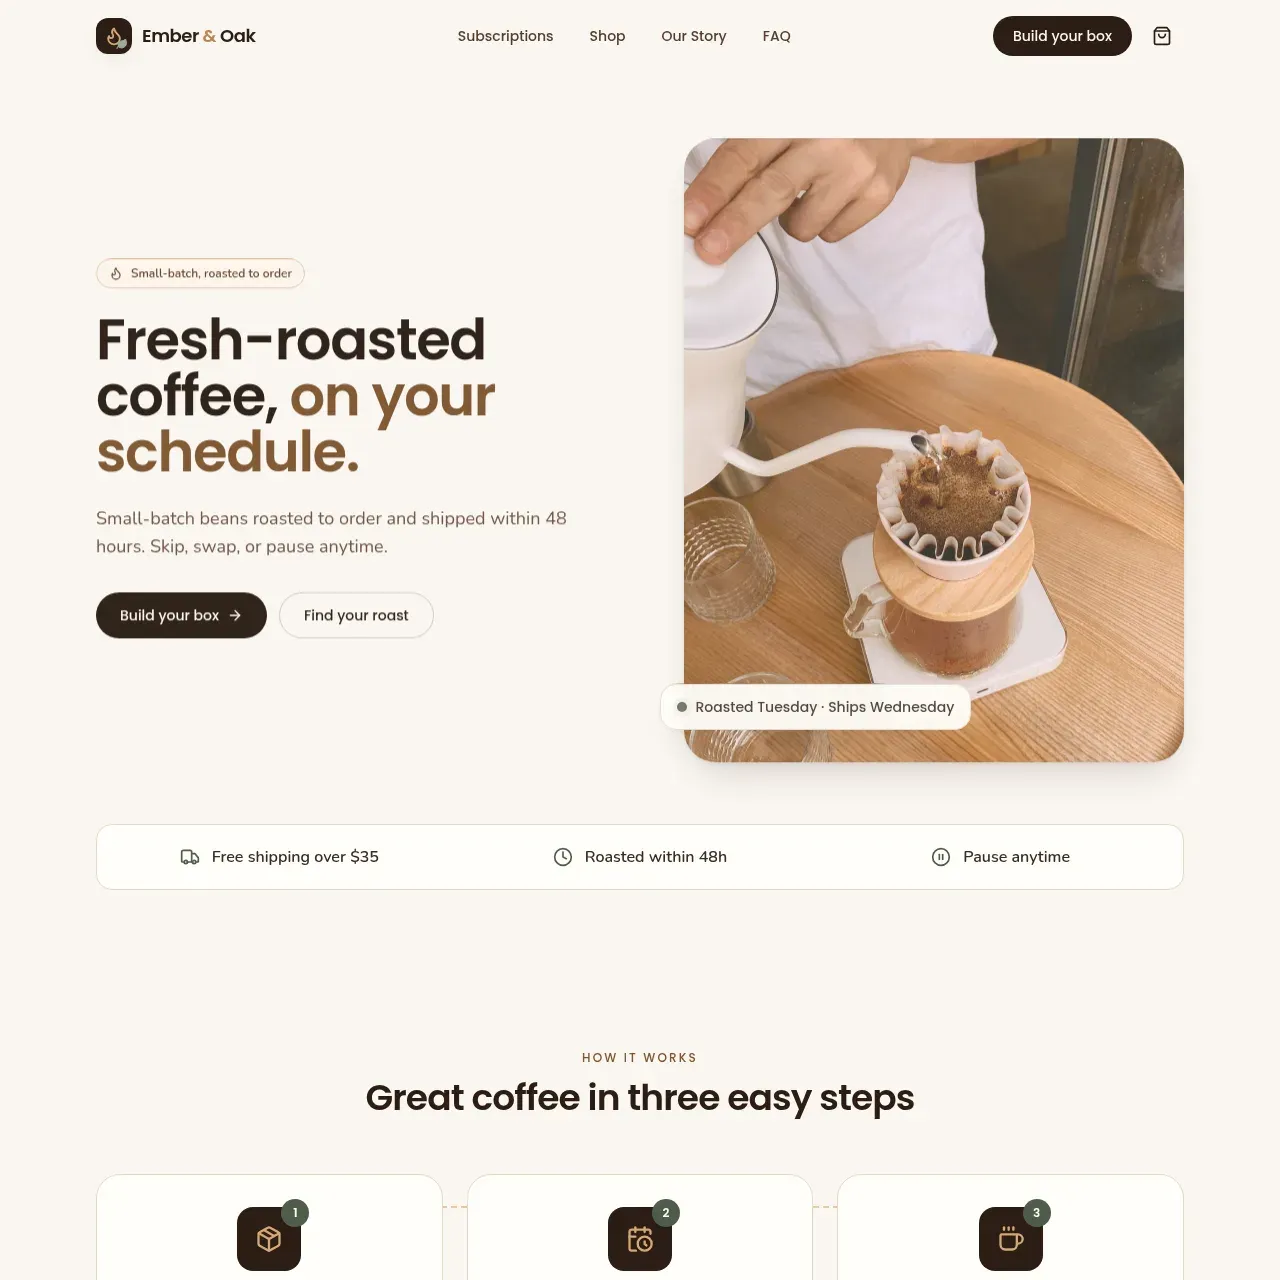 Ember & Oak
Subscriptions
Shop
Our Story
FAQ
Build your box
Small-batch, roasted to order
Fresh-roasted
coffee, on your
schedule.
Small-batch beans roasted to order and shipped within 48
hours. Skip, swap, or pause anytime.
Build your box
Find your roast
Roasted Tuesday · Ships Wednesday
Free shipping over $35
Roasted within 48h
Pause anytime
HOW IT WORKS
Great coffee in three easy steps
1
2
3